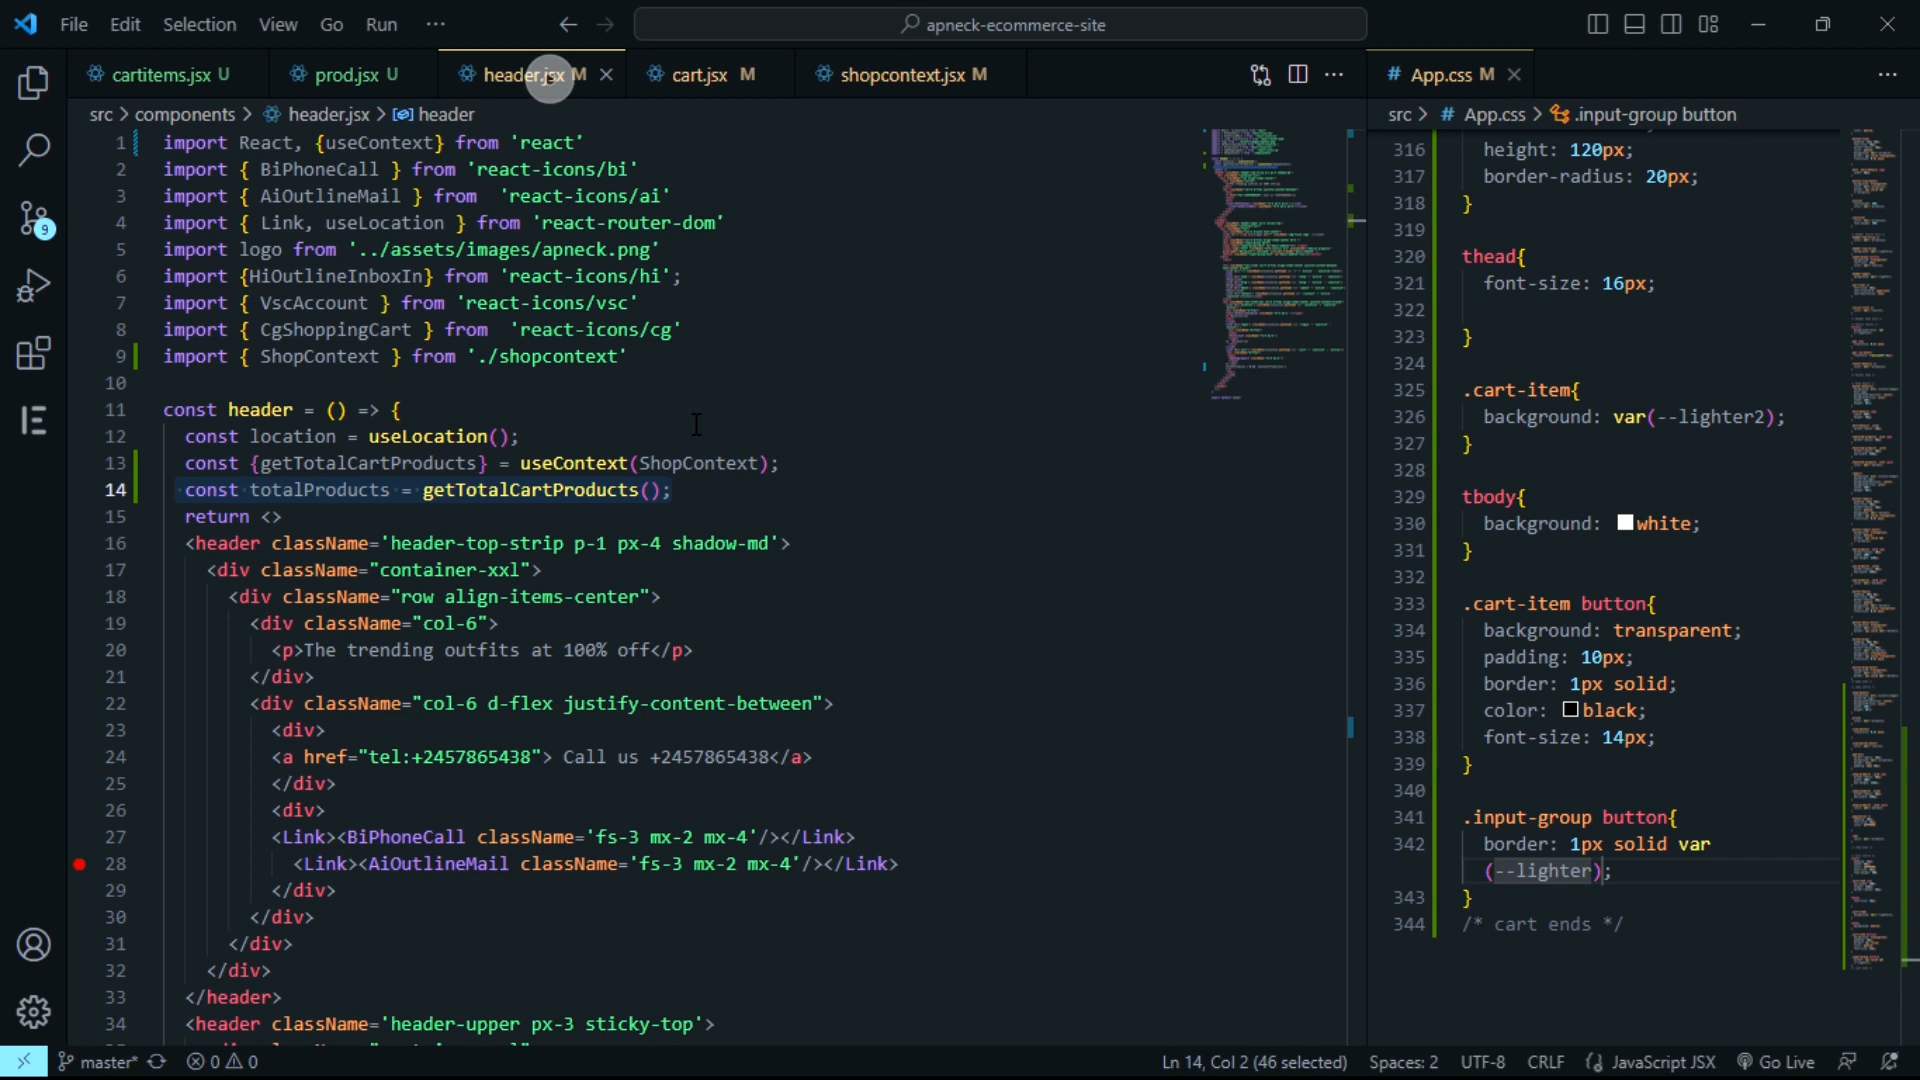 File Edit Selection View Go Run ...
apneck-ecommerce-site
cartitems.jsx U
prod.jsx U
header.jsx M
cart.jsx M
shopcontext.jsx M
# App.css M
src > components > header.jsx > header
1 import React, {useContext} from 'react'
2 import { BiPhoneCall } from 'react-icons/bi'
3 import { AiOutlineMail } from  'react-icons/ai'
4 import { Link, useLocation } from 'react-router-dom'
5 import logo from '../assets/images/apneck.png'
6 import {HiOutlineInboxIn} from 'react-icons/hi';
7 import { VscAccount } from 'react-icons/vsc'
8 import { CgShoppingCart } from  'react-icons/cg'
9 import { ShopContext } from './shopcontext'
10
11 const header = () => {
12 const location = useLocation();
13 const {getTotalCartProducts} = useContext(ShopContext);
14 const totalProducts = getTotalCartProducts();
15 return <>
16 <header className='header-top-strip p-1 px-4 shadow-md'>
17 <div className="container-xxl">
18 <div className="row align-items-center">
19 <div className="col-6">
20 <p>The trending outfits at 100% off</p>
21 </div>
22 <div className="col-6 d-flex justify-content-between">
23 <div>
24 <a href="tel:+2457865438"> Call us +2457865438</a>
25 </div>
26 <div>
27 <Link><BiPhoneCall className='fs-3 mx-2 mx-4'/></Link>
28 <Link><AiOutlineMail className='fs-3 mx-2 mx-4'/></Link>
29 </div>
30 </div>
31 </div>
32 </div>
33 </header>
34 <header className='header-upper px-3 sticky-top'>
src > # App.css > .input-group button
316 height: 120px;
317 border-radius: 20px;
318 }
319
320 thead{
321 font-size: 16px;
322
323 }
324
325 .cart-item{
326 background: var(--lighter2);
327 }
328
329 tbody{
330 background: white;
331 }
332
333 .cart-item button{
334 background: transparent;
335 padding: 10px;
336 border: 1px solid;
337 color: black;
338 font-size: 14px;
339 }
340
341 .input-group button{
342 border: 1px solid var
(--lighter);
343 }
344 /* cart ends */
9
master* 0 0
Ln 14, Col 2 (46 selected) Spaces: 2 UTF-8 CRLF JavaScript JSX Go Live